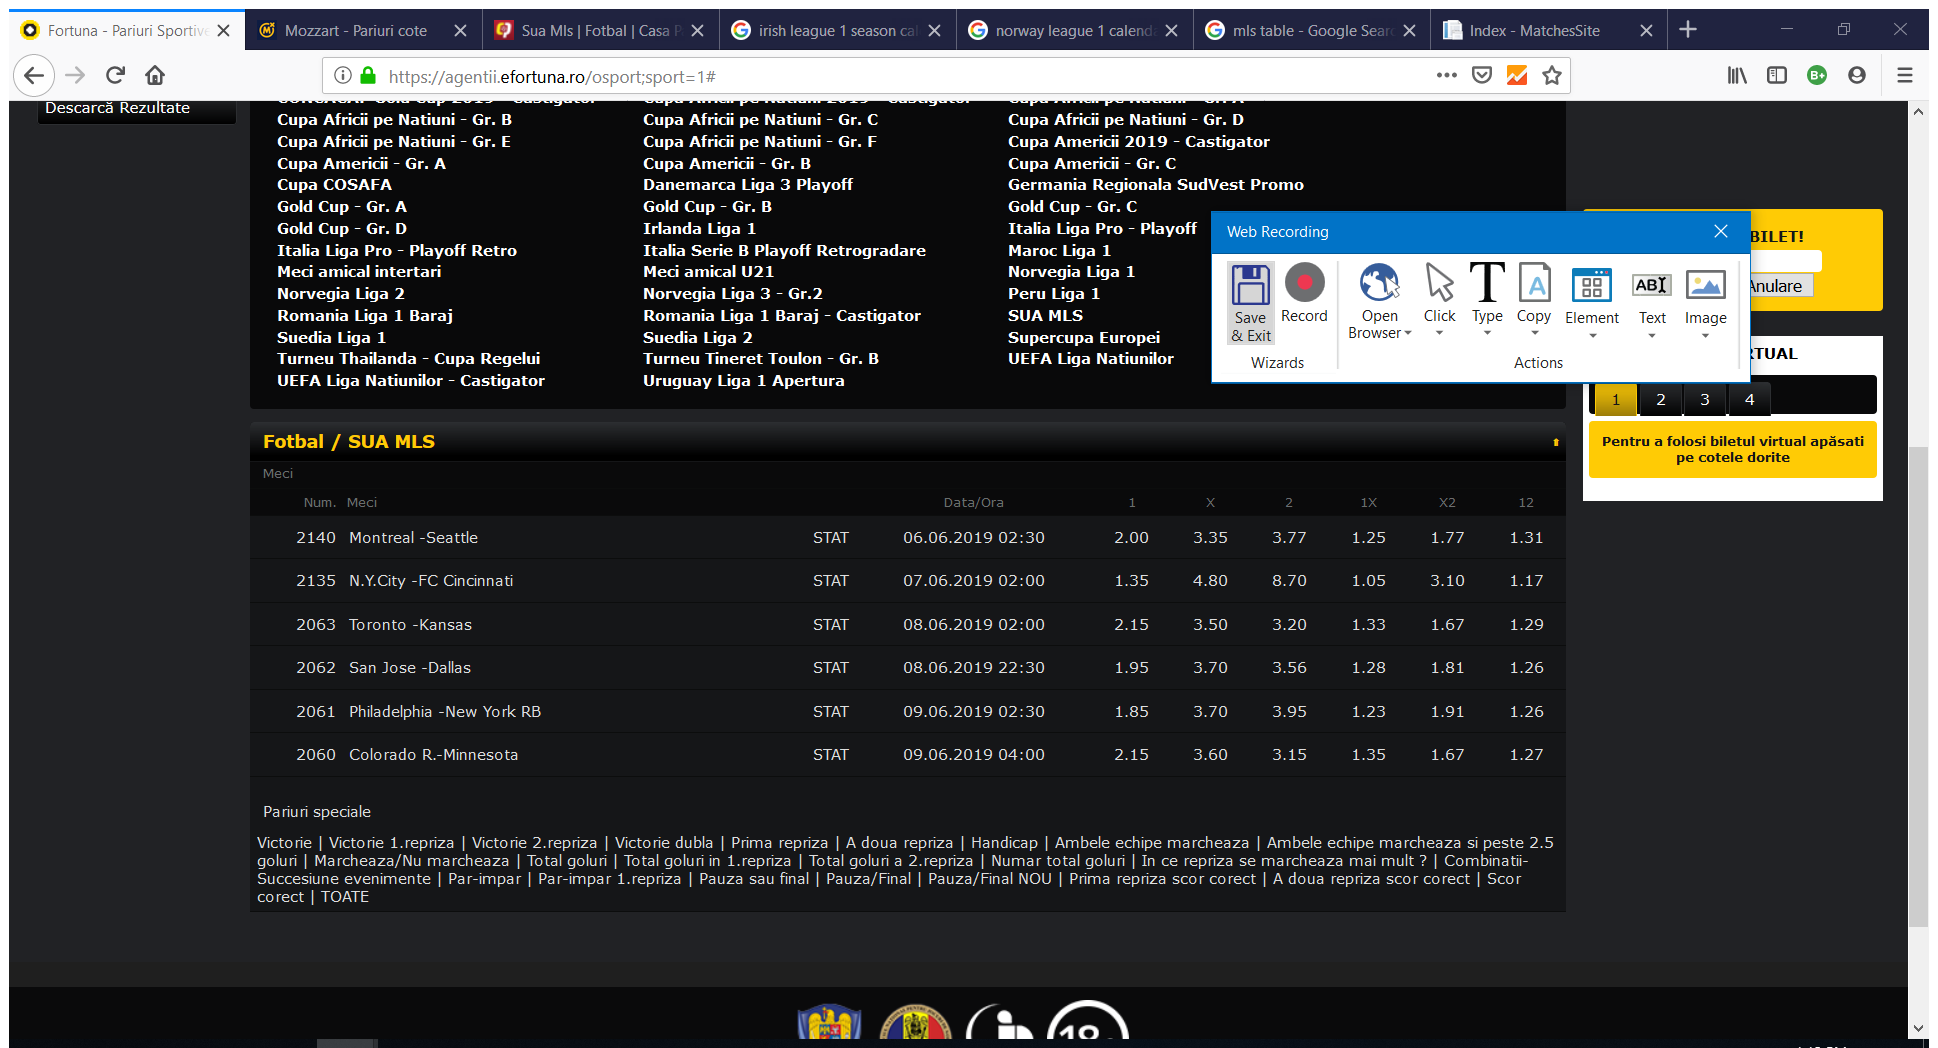 Fortuna - Pariuri Sportive
Mozzart - Pariuri cote
Sua Mls | Fotbal | Casa P
irish league 1 season cal
norway league 1 calenda
mls table - Google Searc
Index - MatchesSite
https://agentii.efortuna.ro/osport;sport=1#
Descarcă Rezultate
CONCACAF Gold Cup 2019 - Castigator Cupa Africii pe Natiuni 2019 - Castigator Cupa Africii pe Natiuni - Gr. A
Cupa Africii pe Natiuni - Gr. B Cupa Africii pe Natiuni - Gr. C Cupa Africii pe Natiuni - Gr. D
Cupa Africii pe Natiuni - Gr. E Cupa Africii pe Natiuni - Gr. F Cupa Americii 2019 - Castigator
Cupa Americii - Gr. A Cupa Americii - Gr. B Cupa Americii - Gr. C
Cupa COSAFA Danemarca Liga 3 Playoff Germania Regionala SudVest Promo
Gold Cup - Gr. A Gold Cup - Gr. B Gold Cup - Gr. C
Gold Cup - Gr. D Irlanda Liga 1 Italia Liga Pro - Playoff
Italia Liga Pro - Playoff Retro Italia Serie B Playoff Retrogradare Maroc Liga 1
Meci amical intertari Meci amical U21 Norvegia Liga 1
Norvegia Liga 2 Norvegia Liga 3 - Gr.2 Peru Liga 1
Romania Liga 1 Baraj Romania Liga 1 Baraj - Castigator SUA MLS
Suedia Liga 1 Suedia Liga 2 Supercupa Europei
Turneu Thailanda - Cupa Regelui Turneu Tineret Toulon - Gr. B UEFA Liga Natiunilor
UEFA Liga Natiunilor - Castigator Uruguay Liga 1 Apertura
Web Recording
Save & Exit Record Open Browser Click Type Copy Element Text Image
Wizards Actions
BILET!
Anulare
RTUAL
1 2 3 4
Pentru a folosi biletul virtual apăsati
pe cotele dorite
Fotbal / SUA MLS
Meci
Num. Meci Data/Ora 1 X 2 1X X2 12
2140 Montreal -Seattle STAT 06.06.2019 02:30 2.00 3.35 3.77 1.25 1.77 1.31
2135 N.Y.City -FC Cincinnati STAT 07.06.2019 02:00 1.35 4.80 8.70 1.05 3.10 1.17
2063 Toronto -Kansas STAT 08.06.2019 02:00 2.15 3.50 3.20 1.33 1.67 1.29
2062 San Jose -Dallas STAT 08.06.2019 22:30 1.95 3.70 3.56 1.28 1.81 1.26
2061 Philadelphia -New York RB STAT 09.06.2019 02:30 1.85 3.70 3.95 1.23 1.91 1.26
2060 Colorado R.-Minnesota STAT 09.06.2019 04:00 2.15 3.60 3.15 1.35 1.67 1.27
Pariuri speciale
Victorie | Victorie 1.repriza | Victorie 2.repriza | Victorie dubla | Prima repriza | A doua repriza | Handicap | Ambele echipe marcheaza | Ambele echipe marcheaza si peste 2.5
goluri | Marcheaza/Nu marcheaza | Total goluri | Total goluri in 1.repriza | Total goluri a 2.repriza | Numar total goluri | In ce repriza se marcheaza mai mult ? | Combinatii-
Succesiune evenimente | Par-impar | Par-impar 1.repriza | Pauza sau final | Pauza/Final | Pauza/Final NOU | Prima repriza scor corect | A doua repriza scor corect | Scor
corect | TOATE